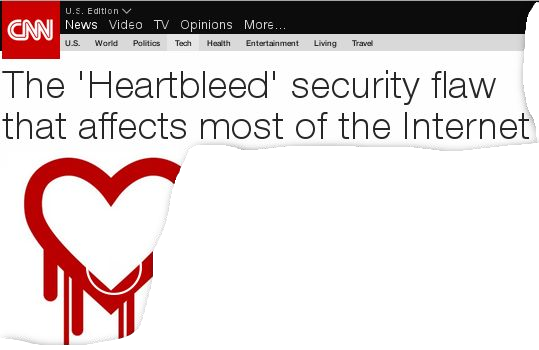 CNN
U.S. Edition
News Video TV Opinions More...
U.S. World Politics Tech Health Entertainment Living Travel
The 'Heartbleed' security flaw
that affects most of the Internet